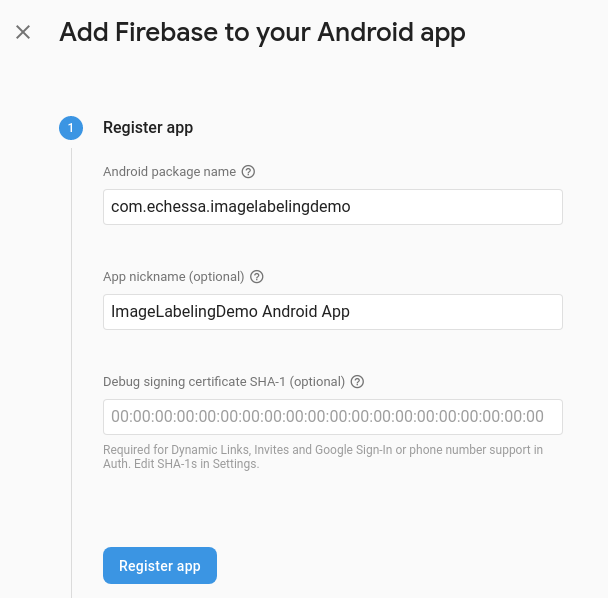 Add Firebase to your Android app
1 Register app
Android package name ?
com.echessa.imagelabelingdemo
App nickname (optional) ?
ImageLabelingDemo Android App
Debug signing certificate SHA-1 (optional) ?
00:00:00:00:00:00:00:00:00:00:00:00:00:00:00:00:00:00:00:00
Required for Dynamic Links, Invites and Google Sign-In or phone number support in
Auth. Edit SHA-1s in Settings.
Register app